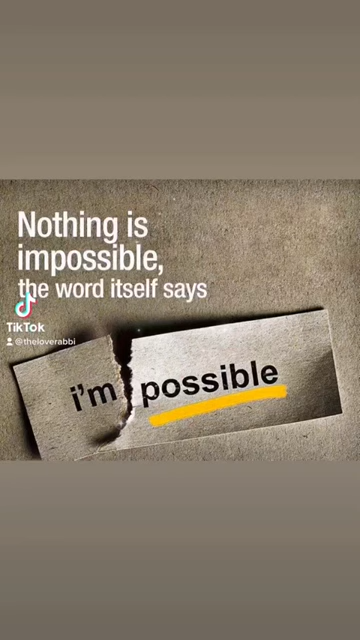 Nothing is
impossible,
the word itself says
TikTok
@theloverabbi
i'm possible